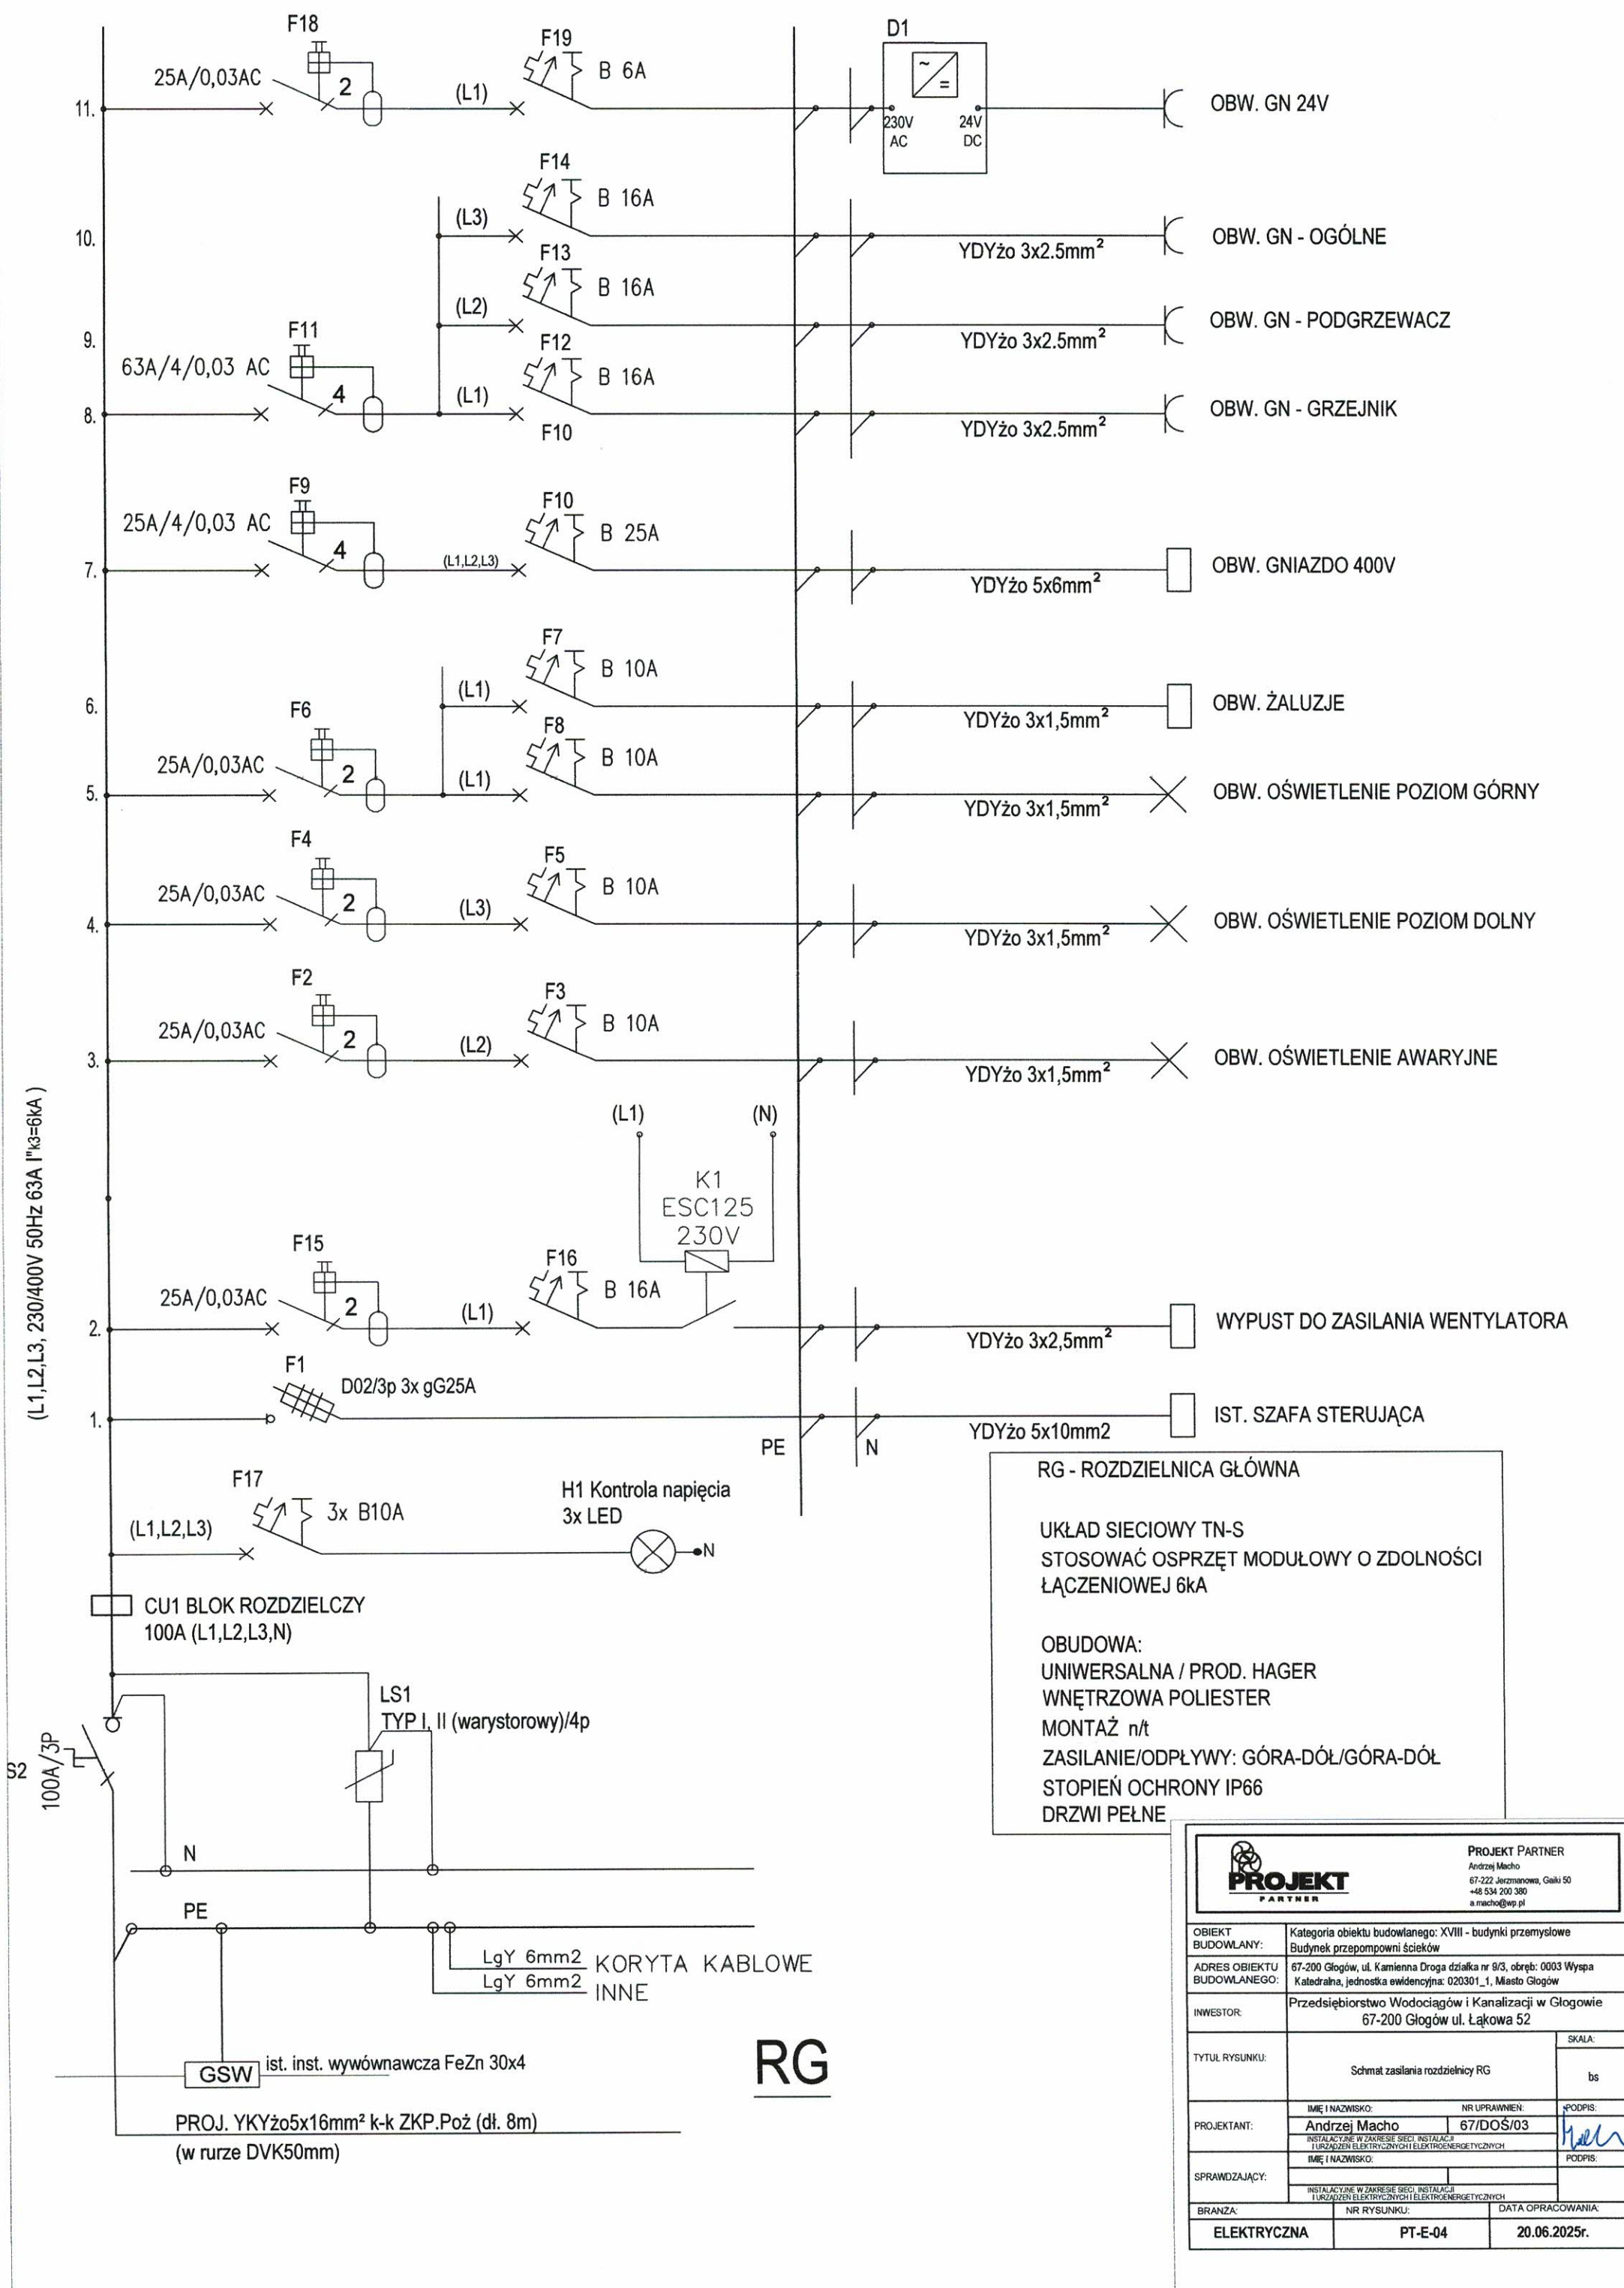 F18
25A/0,03AC
2
(L1)
F19
B 6A
D1
~
=
230V
AC
24V
DC
11.
OBW. GN 24V
F14
B 16A
(L3)
10.
YDYżo 3x2.5mm²
OBW. GN - OGÓLNE
F13
B 16A
(L2)
9.
YDYżo 3x2.5mm²
OBW. GN - PODGRZEWACZ
F11
63A/4/0,03 AC
4
F12
B 16A
(L1)
8.
F10
YDYżo 3x2.5mm²
OBW. GN - GRZEJNIK
F9
25A/4/0,03 AC
4
(L1,L2,L3)
F10
B 25A
7.
YDYżo 5x6mm²
OBW. GNIAZDO 400V
F7
B 10A
(L1)
6.
YDYżo 3x1,5mm²
OBW. ŻALUZJE
F6
25A/0,03AC
2
(L1)
F8
B 10A
5.
YDYżo 3x1,5mm²
OBW. OŚWIETLENIE POZIOM GÓRNY
F4
25A/0,03AC
2
(L3)
F5
B 10A
4.
YDYżo 3x1,5mm²
OBW. OŚWIETLENIE POZIOM DOLNY
F2
25A/0,03AC
2
(L2)
F3
B 10A
3.
YDYżo 3x1,5mm²
OBW. OŚWIETLENIE AWARYJNE
(L1,L2,L3, 230/400V 50Hz 63A I"k3=6kA )
(L1)
(N)
K1
ESC125
230V
F15
25A/0,03AC
2
(L1)
F16
B 16A
2.
YDYżo 3x2,5mm²
WYPUST DO ZASILANIA WENTYLATORA
F1
D02/3p 3x gG25A
1.
YDYżo 5x10mm2
IST. SZAFA STERUJĄCA
PE
N
F17
3x B10A
(L1,L2,L3)
H1 Kontrola napięcia
3x LED
N
CU1 BLOK ROZDZIELCZY
100A (L1,L2,L3,N)
RG - ROZDZIELNICA GŁÓWNA
UKŁAD SIECIOWY TN-S
STOSOWAĆ OSPRZĘT MODUŁOWY O ZDOLNOŚCI
ŁĄCZENIOWEJ 6kA
OBUDOWA:
UNIWERSALNA / PROD. HAGER
WNĘTRZOWA POLIESTER
MONTAŻ n/t
ZASILANIE/ODPŁYWY: GÓRA-DÓŁ/GÓRA-DÓŁ
STOPIEŃ OCHRONY IP66
DRZWI PEŁNE
LS1
TYP I, II (warystorowy)/4p
S2
100A/3P
N
PE
LgY 6mm2 KORYTA KABLOWE
LgY 6mm2 INNE
GSW
ist. inst. wywównawcza FeZn 30x4
RG
PROJ. YKYżo5x16mm² k-k ZKP.Poż (dł. 8m)
(w rurze DVK50mm)
PROJEKT
PARTNER
PROJEKT PARTNER
Andrzej Macho
67-222 Jerzmanowa, Gaiki 50
+48 534 200 380
a.macho@wp.pl
OBIEKT
BUDOWLANY:
Kategoria obiektu budowlanego: XVIII - budynki przemysłowe
Budynek przepompowni ścieków
ADRES OBIEKTU
BUDOWLANEGO:
67-200 Głogów, ul. Kamienna Droga działka nr 9/3, obręb: 0003 Wyspa
Katedralna, jednostka ewidencyjna: 020301_1, Miasto Głogów
INWESTOR:
Przedsiębiorstwo Wodociągów i Kanalizacji w Głogowie
67-200 Głogów ul. Łąkowa 52
TYTUŁ RYSUNKU:
Schmat zasilania rozdzielnicy RG
SKALA:
bs
PROJEKTANT:
IMIĘ I NAZWISKO:
NR UPRAWNIEŃ:
PODPIS:
Andrzej Macho
67/DOŚ/03
INSTALACYJNE W ZAKRESIE SIECI, INSTALACJI
I URZĄDZEŃ ELEKTRYCZNYCH I ELEKTROENERGETYCZNYCH
SPRAWDZAJĄCY:
IMIĘ I NAZWISKO:
PODPIS:
INSTALACYJNE W ZAKRESIE SIECI, INSTALACJI
I URZĄDZEŃ ELEKTRYCZNYCH I ELEKTROENERGETYCZNYCH
BRANŻA:
NR RYSUNKU:
DATA OPRACOWANIA:
ELEKTRYCZNA
PT-E-04
20.06.2025r.